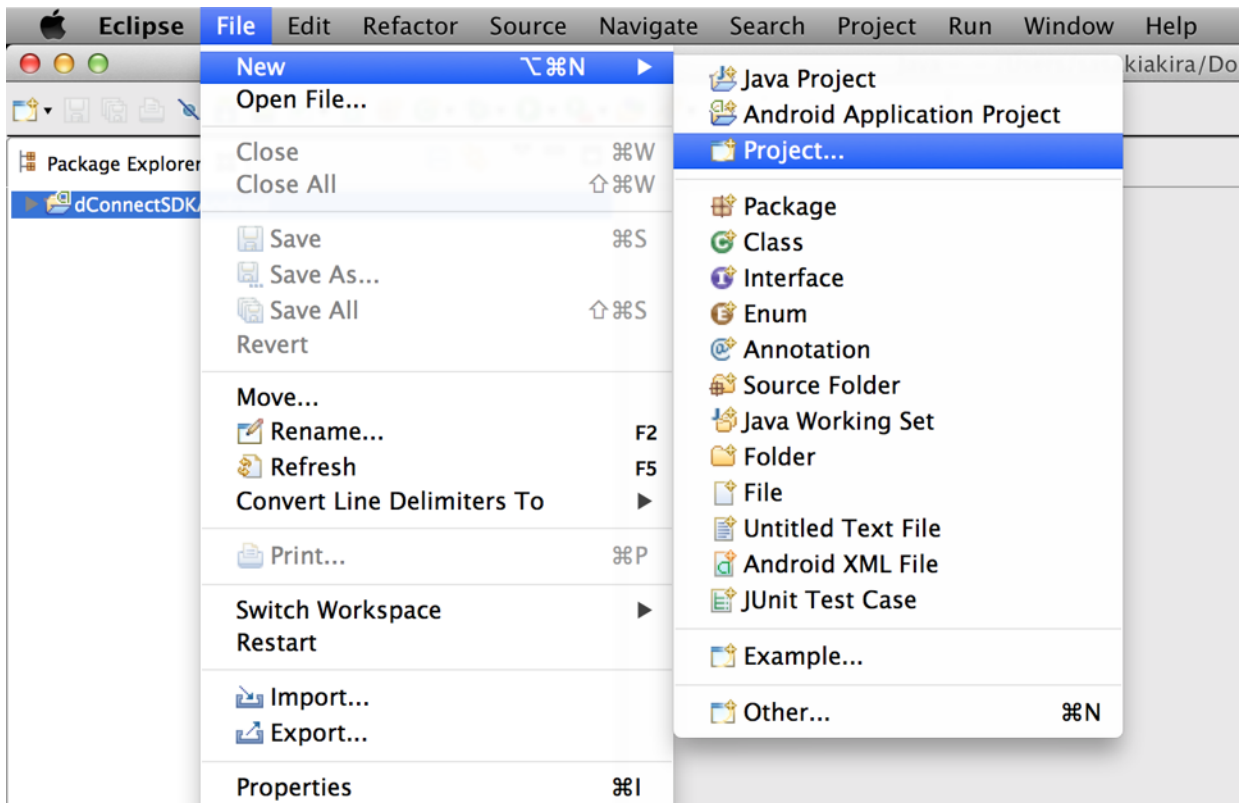 Eclipse File Edit Refactor Source Navigate Search Project Run Window Help
kiakira/Do
Package Explorer
dConnectSDK
New ⌥⌘N ▶
Open File...
Close ⌘W
Close All ⇧⌘W
Save ⌘S
Save As...
Save All ⇧⌘S
Revert
Move...
Rename... F2
Refresh F5
Convert Line Delimiters To ▶
Print... ⌘P
Switch Workspace ▶
Restart
Import...
Export...
Properties ⌘I
Java Project
Android Application Project
Project...
Package
Class
Interface
Enum
Annotation
Source Folder
Java Working Set
Folder
File
Untitled Text File
Android XML File
JUnit Test Case
Example...
Other... ⌘N